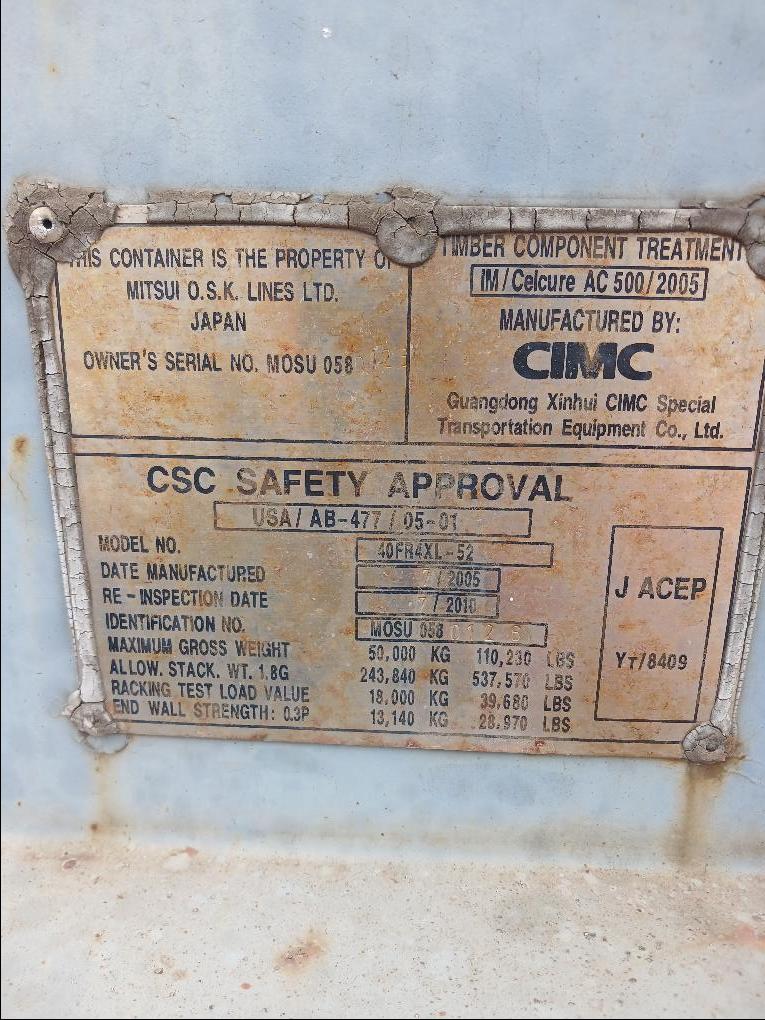 THIS CONTAINER IS THE PROPERTY OF
MITSUI O.S.K. LINES LTD.
JAPAN
OWNER'S SERIAL NO. MOSU 058
TIMBER COMPONENT TREATMENT
IM/Celcure AC 500/2005
MANUFACTURED BY:
CIMC
Guangdong Xinhui CIMC Special
Transportation Equipment Co., Ltd.
CSC SAFETY APPROVAL
USA/AB-477/05-01
MODEL NO. 40FR4XL-52
DATE MANUFACTURED 7/2005
RE-INSPECTION DATE 7/2010
IDENTIFICATION NO. MOSU 058
MAXIMUM GROSS WEIGHT 50,000 KG 110,230 LBS
ALLOW. STACK. WT. 1.8G 243,840 KG 537,570 LBS
RACKING TEST LOAD VALUE 18,000 KG 39,680 LBS
END WALL STRENGTH: 0.3P 13,140 KG 28,970 LBS
J ACEP
YT/8409